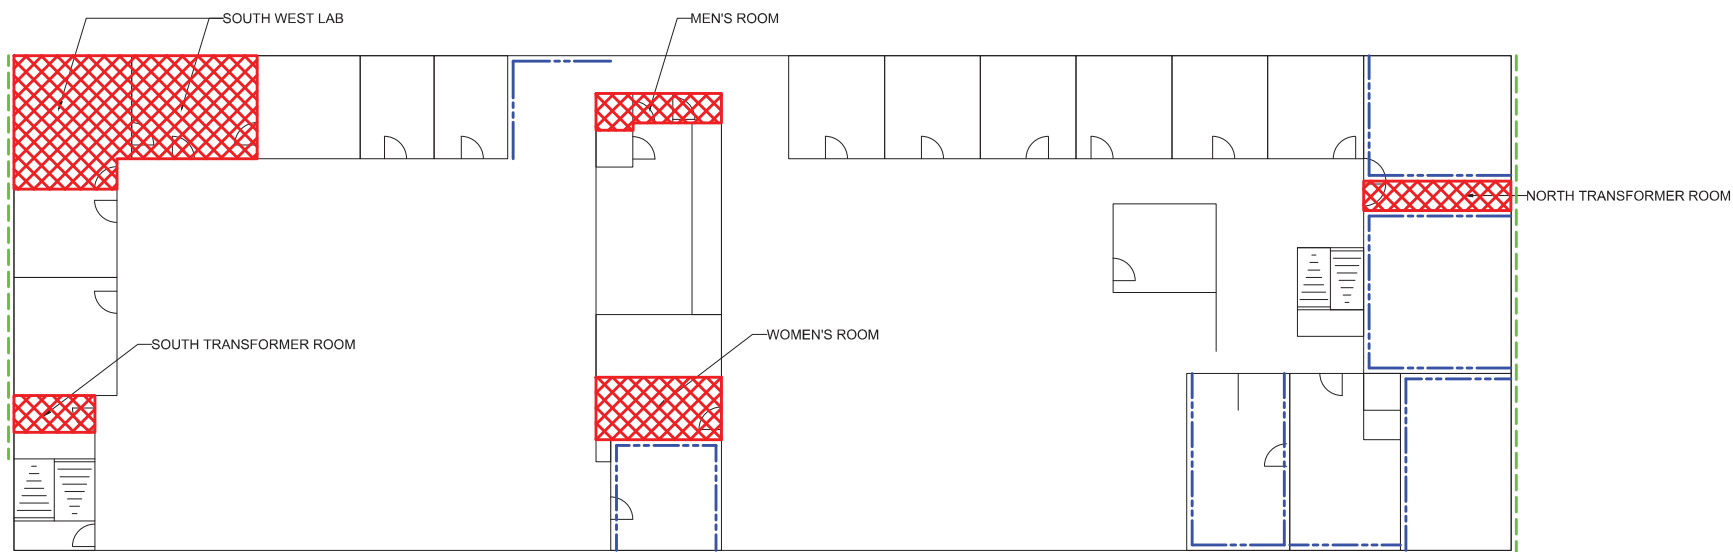 SOUTH WEST LAB
MEN'S ROOM
NORTH TRANSFORMER ROOM
WOMEN'S ROOM
SOUTH TRANSFORMER ROOM